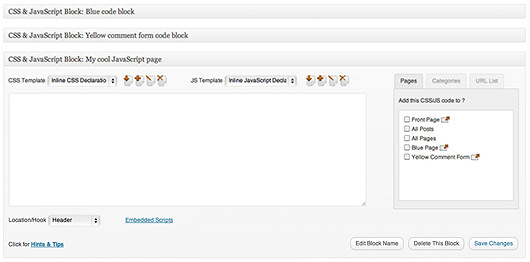 CSS & JavaScript Block: Blue code block
CSS & JavaScript Block: Yellow comment form code block
CSS & JavaScript Block: My cool JavaScript page
CSS Template Inline CSS Declaratio JS Template Inline JavaScript Decla
Pages Categories URL List
Add this CSS/JS code to ?
Front Page
All Posts
All Pages
Blue Page
Yellow Comment Form
Location/Hook Header Embedded Scripts
Click for Hints & Tips Edit Block Name Delete This Block Save Changes